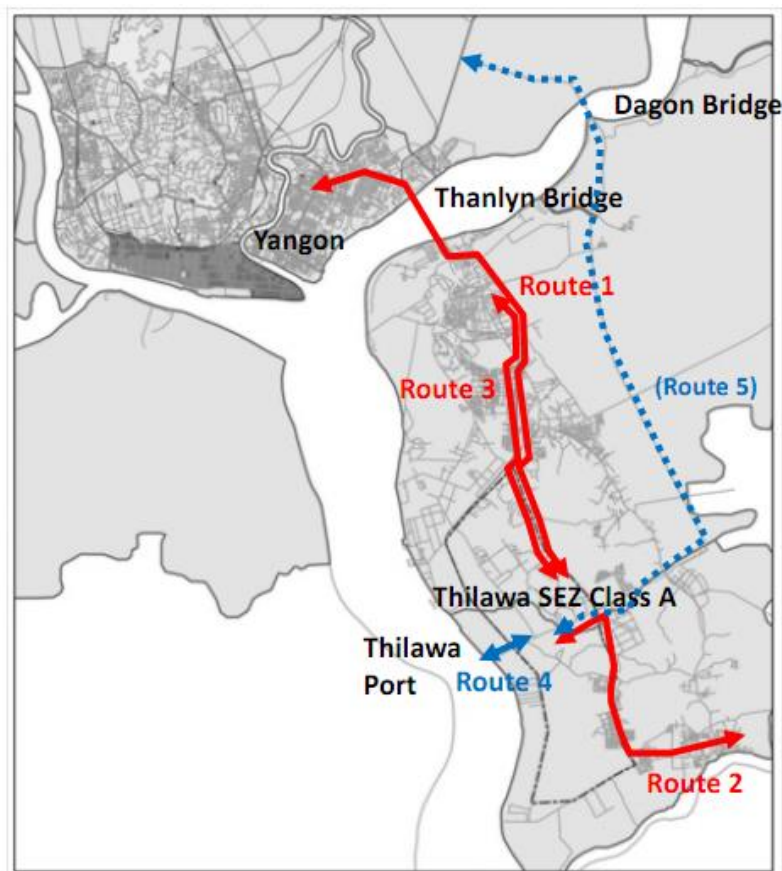 Dagon Bridge
Thanlyn Bridge
Yangon
Route 1
Route 3
(Route 5)
Thilawa SEZ Class A
Thilawa
Port
Route 4
Route 2